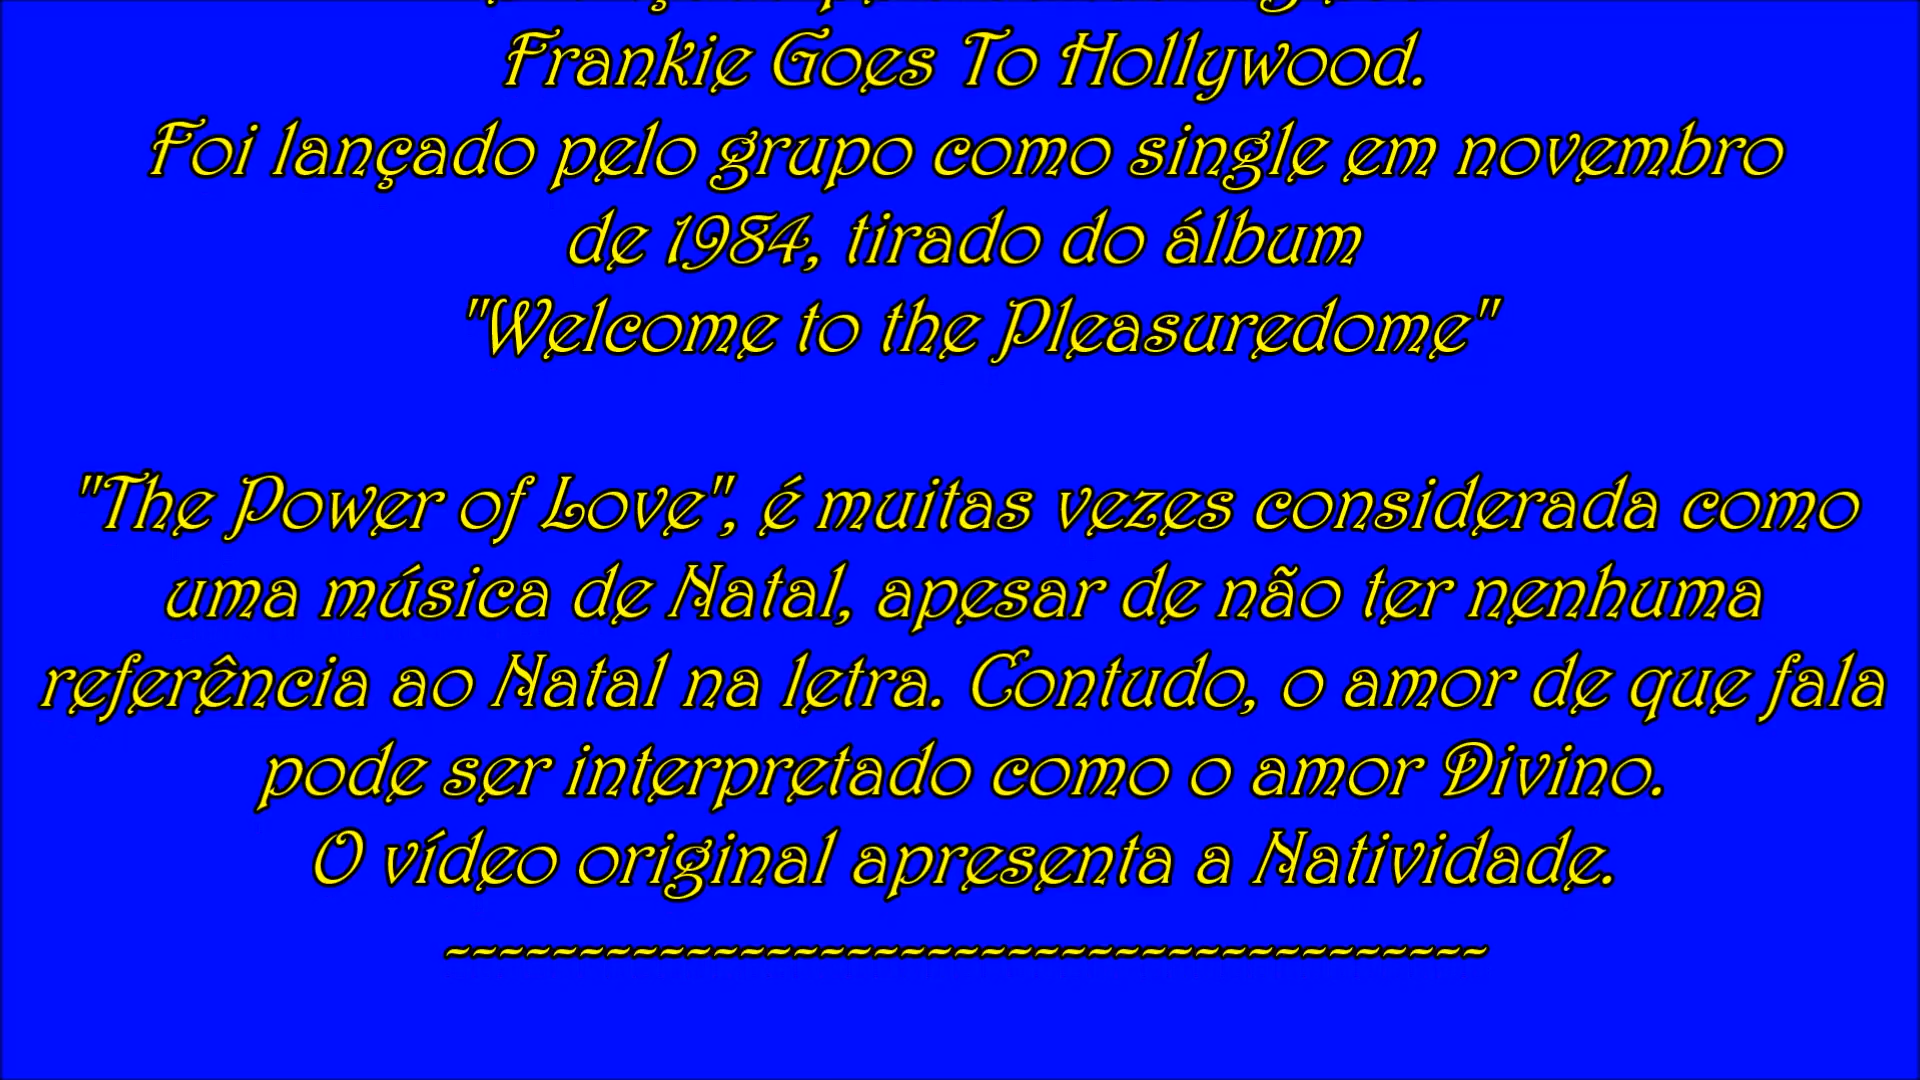 Frankie Goes To Hollywood.
Foi lançado pelo grupo como single em novembro
de 1984, tirado do álbum
"Welcome to the Pleasuredome"
"The Power of Love", é muitas vezes considerada como
uma música de Natal, apesar de não ter nenhuma
referência ao Natal na letra. Contudo, o amor de que fala
pode ser interpretado como o amor Divino.
O vídeo original apresenta a Natividade.
~~~~~~~~~~~~~~~~~~~~~~~~~~~~~~~~~~~~~~~